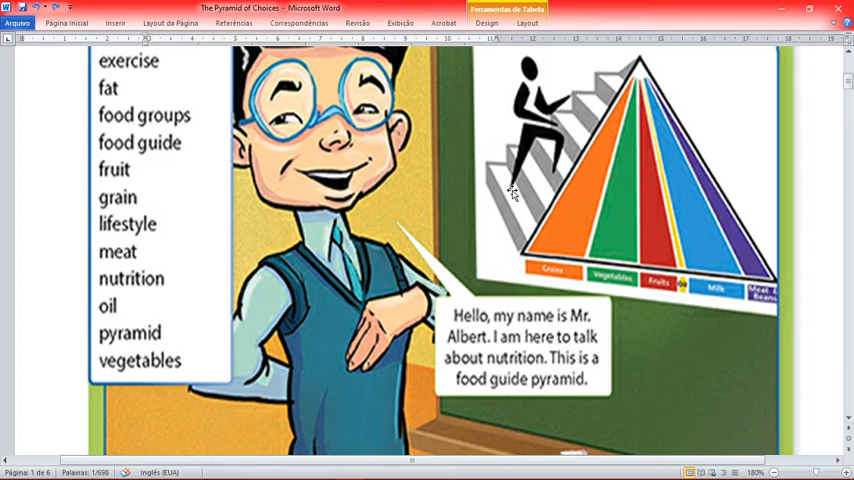 The Pyramid of Choices - Microsoft Word
Ferramentas de Tabela
Arquivo Página Inicial Inserir Layout da Página Referências Correspondências Revisão Exibição Acrobat Design Layout
exercise
fat
food groups
food guide
fruit
grain
lifestyle
meat
nutrition
oil
pyramid
vegetables
Grains Vegetables Fruits Oil Milk Meat &
Beans
Hello, my name is Mr.
Albert. I am here to talk
about nutrition. This is a
food guide pyramid.
Página: 1 de 6 Palavras: 1/698 Inglês (EUA) 180%